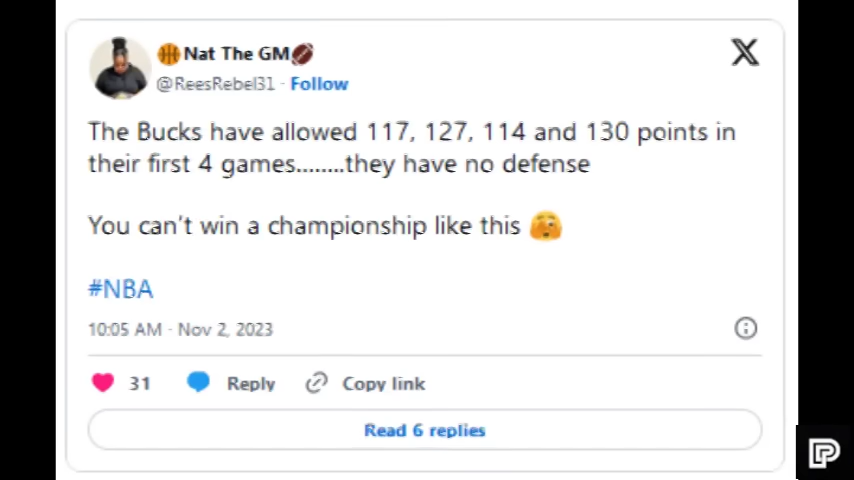 🏀Nat The GM🏈
@ReesRebel31 · Follow
The Bucks have allowed 117, 127, 114 and 130 points in
their first 4 games........they have no defense
You can't win a championship like this 🫣
#NBA
10:05 AM · Nov 2, 2023
31 Reply Copy link
Read 6 replies